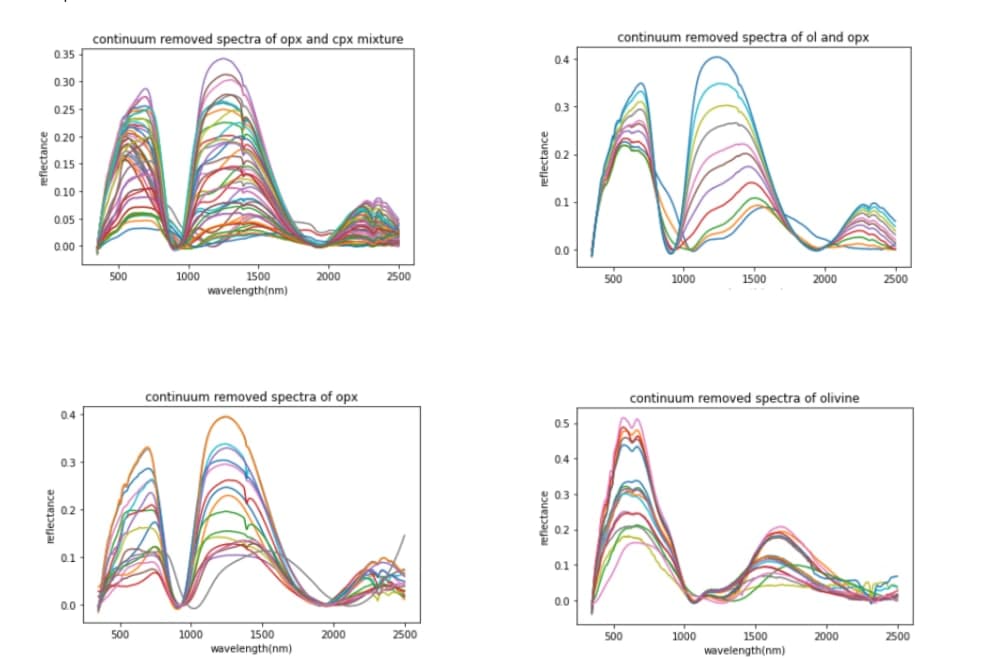 continuum removed spectra of opx and cpx mixture
reflectance
0.35
0.30
0.25
0.20
0.15
0.10
0.05
0.00
500 1000 1500 2000 2500
wavelength(nm)
continuum removed spectra of ol and opx
reflectance
0.4
0.3
0.2
0.1
0.0
500 1000 1500 2000 2500
continuum removed spectra of opx
reflectance
0.4
0.3
0.2
0.1
0.0
500 1000 1500 2000 2500
wavelength(nm)
continuum removed spectra of olivine
reflectance
0.5
0.4
0.3
0.2
0.1
0.0
500 1000 1500 2000 2500
wavelength(nm)